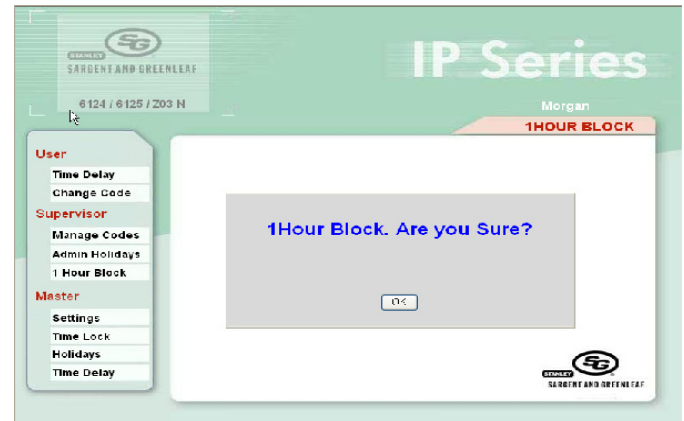 STANLEY
SG
SARGENT AND GREENLEAF
6124 / 6125 / Z03 N
IP Series
Morgan
1HOUR BLOCK
User
Time Delay
Change Code
Supervisor
Manage Codes
Admin Holidays
1 Hour Block
Master
Settings
Time Lock
Holidays
Time Delay
1Hour Block. Are you Sure?
OK
STANLEY
SG
SARGENT AND GREENLEAF